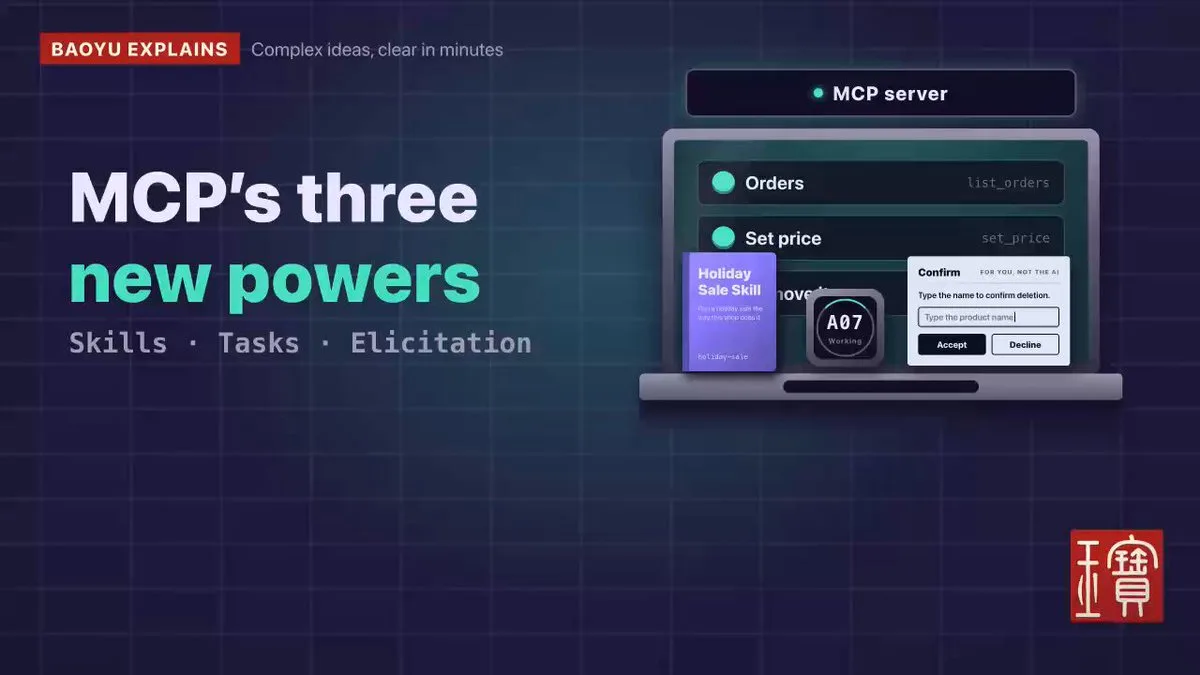 BAOYU EXPLAINS Complex ideas, clear in minutes
MCP server
MCP’s three
new powers
Skills · Tasks · Elicitation
Orders list_orders
Set price set_price
Holiday
Sale Skill
holiday-sale
A07
Working
Confirm FOR YOU, NOT THE AI
Type the name to confirm deletion.
Type the product name
Accept Decline
寶玉